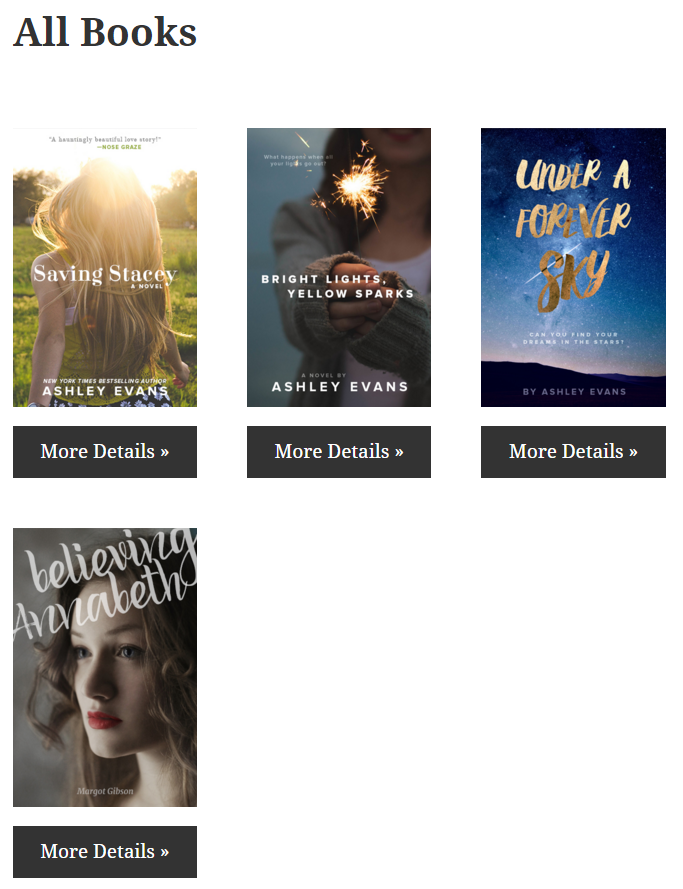 All Books
"A hauntingly beautiful love story!"
—NOSE GRAZE
Saving Stacey
A NOVEL
NEW YORK TIMES BESTSELLING AUTHOR
ASHLEY EVANS
More Details »
What happens when all
your lights go out?
BRIGHT LIGHTS,
YELLOW SPARKS
A NOVEL BY
ASHLEY EVANS
More Details »
UNDER A
FOREVER
SKY
CAN YOU FIND YOUR
DREAMS IN THE STARS?
BY ASHLEY EVANS
More Details »
believing
Annabeth
Margot Gibson
More Details »